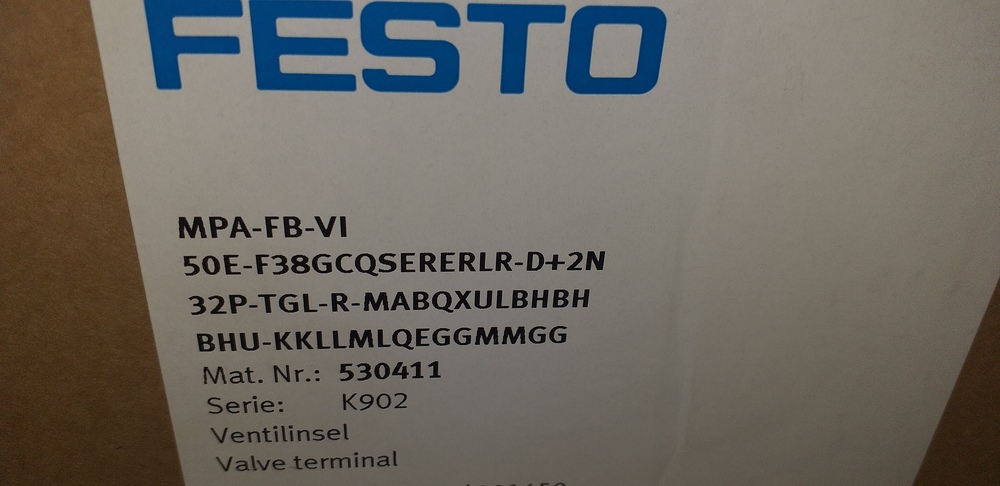 FESTO
MPA-FB-VI
50E-F38GCQSERERLR-D+2N
32P-TGL-R-MABQXULBHBH
BHU-KKLLMLQEGGMMGG
Mat. Nr.: 530411
Serie: K902
Ventilinsel
Valve terminal